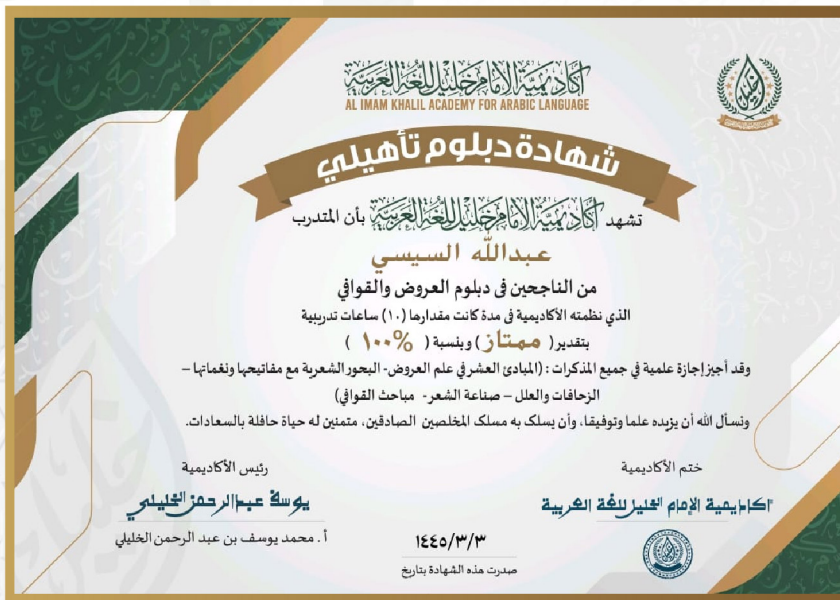 أكاديمية الإمام خليل للغة العربية
AL IMAM KHALIL ACADEMY FOR ARABIC LANGUAGE
شهادة دبلوم تأهيلي
تشهد أكاديمية الإمام خليل للغة العربية بأن المتدرب
عبدالله السيسي
من الناجحين فى دبلوم العروض والقوافي
الذي نظمته الأكاديمية فى مدة كانت مقدارها (١٠) ساعات تدريبية
بتقدير ( ممتاز ) وبنسبة ( ١٠٠% )
وقد أجيز إجازة علمية في جميع المذكرات : (المبادئ العشر في علم العروض- البحور الشعرية مع مفاتيحها ونغماتها –
الزحافات والعلل – صناعة الشعر- مباحث القوافي)
ونسأل الله أن يزيده علما وتوفيقا، وأن يسلك به مسلك المخلصين الصادقين، متمنين له حياة حافلة بالسعادات.
رئيس الأكاديمية
يوسف عبدالرحمن الخليلي
أ. محمد يوسف بن عبد الرحمن الخليلي
ختم الأكاديمية
أكاديمية الإمام الخليل للغة العربية
١٤٤٥/٣/٣
صدرت هذه الشهادة بتاريخ